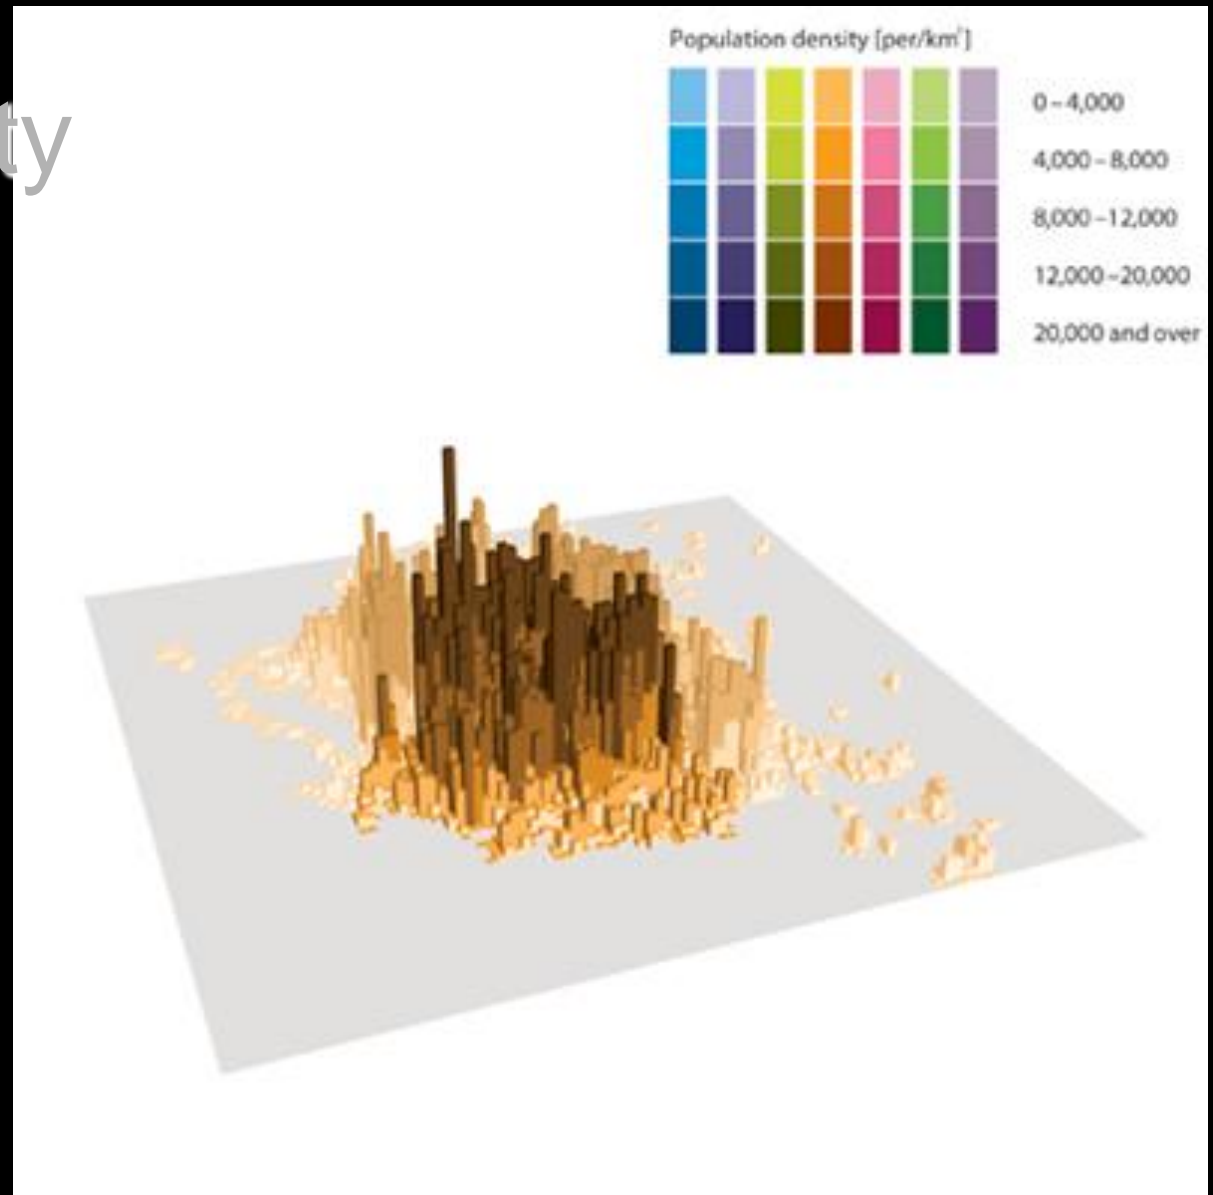 ty
Population density [per/km²]
0 – 4,000
4,000 – 8,000
8,000 – 12,000
12,000 – 20,000
20,000 and over